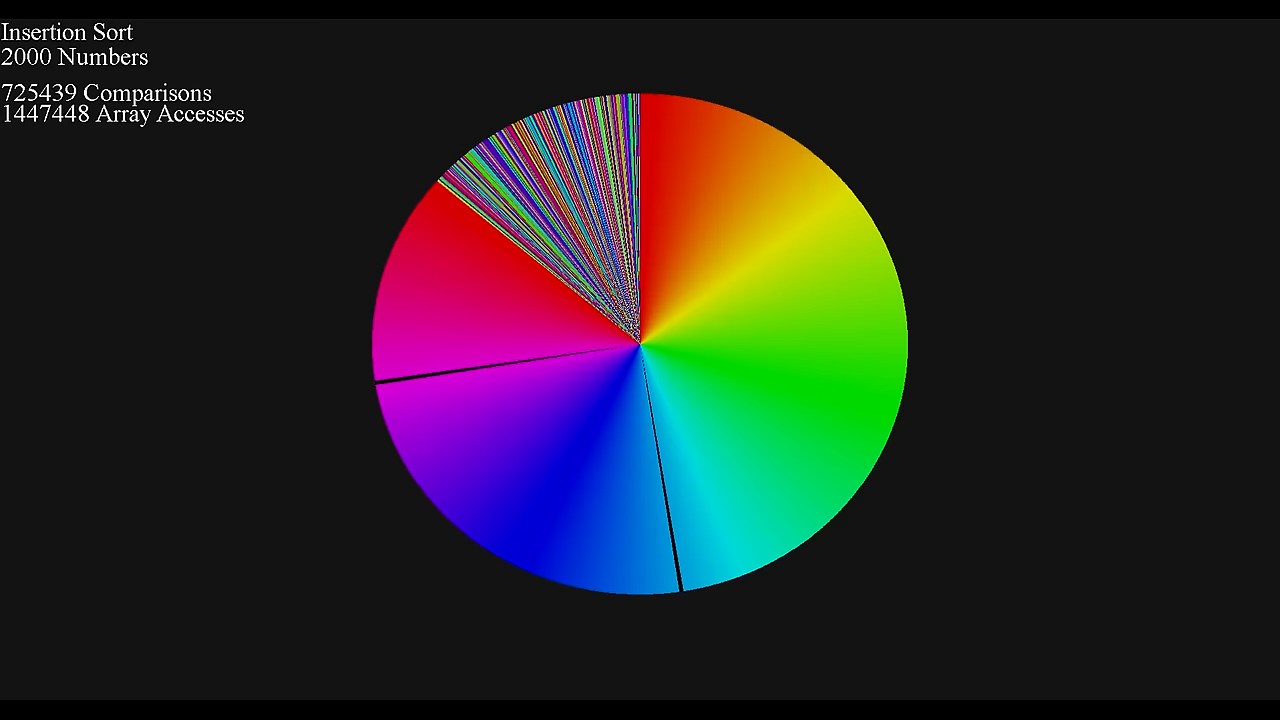 Insertion Sort
2000 Numbers
725439 Comparisons
1447448 Array Accesses